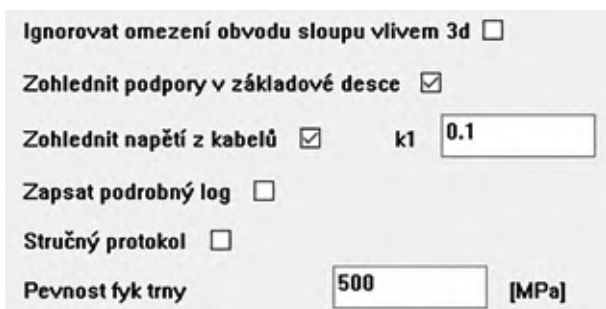 Ignorovat omezení obvodu sloupu vlivem 3d
Zohlednit podpory v základové desce
Zohlednit napětí z kabelů k1 0.1
Zapsat podrobný log
Stručný protokol
Pevnost fyk trny 500 [MPa]